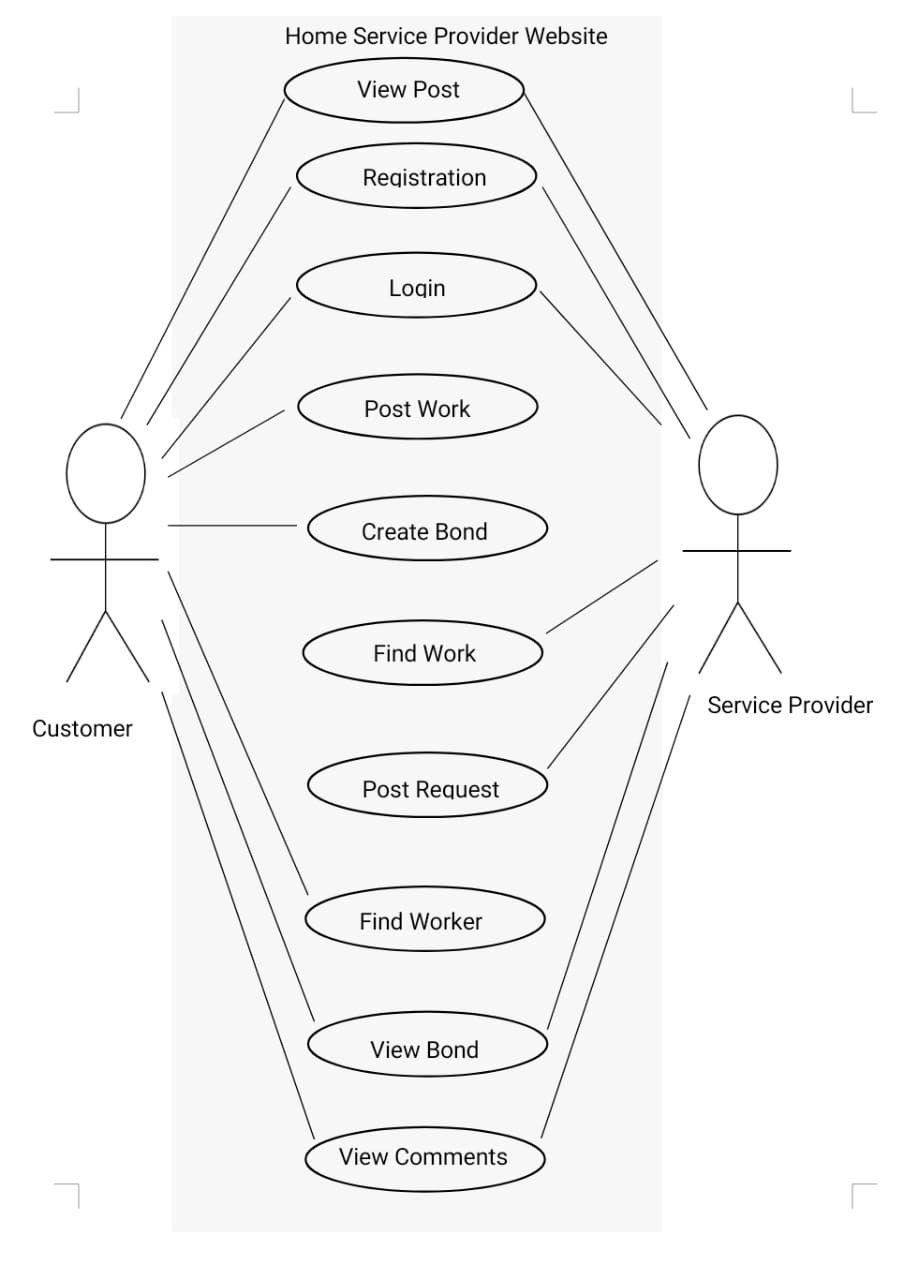 Home Service Provider Website
View Post
Registration
Login
Post Work
Create Bond
Find Work
Post Request
Find Worker
View Bond
View Comments
Customer
Service Provider